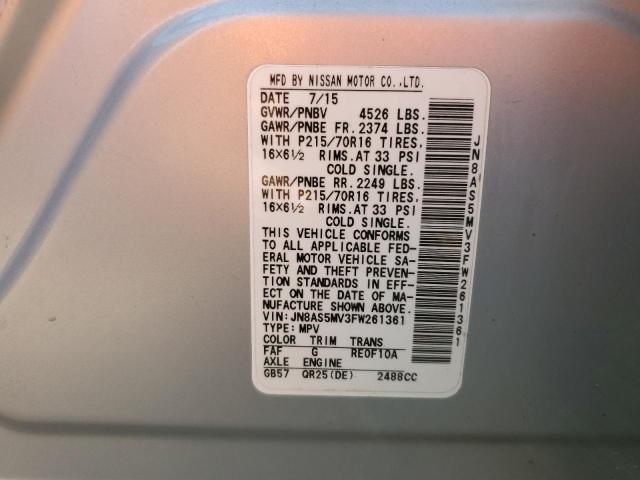 MFD BY NISSAN MOTOR CO.,LTD.
DATE 7/15
GVWR/PNBV 4526 LBS.
GAWR/PNBE FR. 2374 LBS.
WITH P215/70R16 TIRES,
16X6½ RIMS.AT 33 PSI
COLD SINGLE.
GAWR/PNBE RR. 2249 LBS.
WITH P215/70R16 TIRES,
16X6½ RIMS.AT 33 PSI
COLD SINGLE.
THIS VEHICLE CONFORMS
TO ALL APPLICABLE FED-
ERAL MOTOR VEHICLE SA-
FETY AND THEFT PREVEN-
TION STANDARDS IN EFF-
ECT ON THE DATE OF MA-
NUFACTURE SHOWN ABOVE.
VIN:JN8AS5MV3FW261361
TYPE: MPV
COLOR TRIM TRANS
FAF G RE0F10A
AXLE ENGINE
GB57 QR25(DE) 2488CC
JN8AS5MV3FW261361